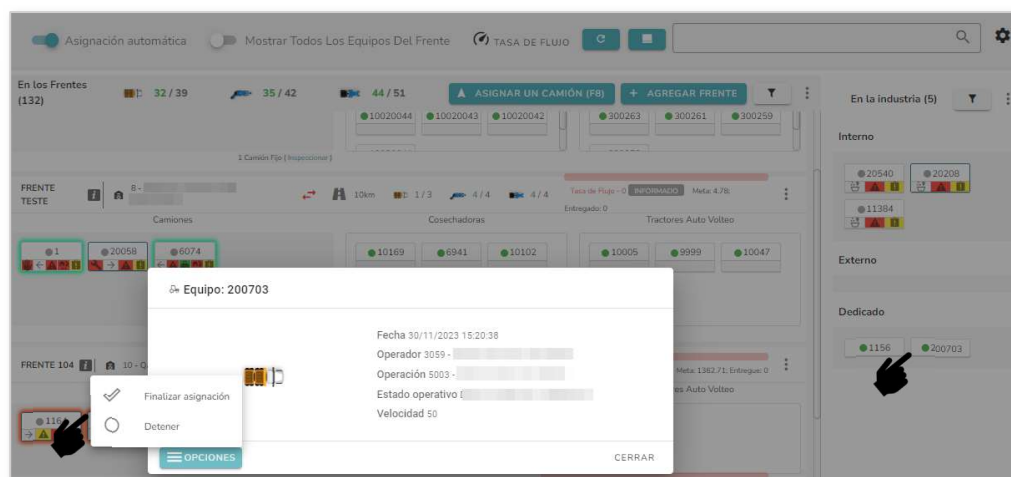 Asignación automática Mostrar Todos Los Equipos Del Frente TASA DE FLUJO C
En los Frentes (132) 32 / 39 35 / 42 44 / 51 ASIGNAR UN CAMIÓN (F8) + AGREGAR FRENTE
10020044 10020043 10020042 300263 300261 300259
1 Camión Fijo (Inspeccionar)
FRENTE TESTE 8 - 10km 1 / 3 4 / 4 4 / 4 Tasa de Flujo - 0 INFORMADO Meta: 4.78; Entregado: 0
Camiones Cosechadoras Tractores Auto Volteo
1 20058 6074 10169 6941 10102 10005 9999 10047
FRENTE 104 10 - Meta: 1362.71; Entregue: 0
Auto Volteo
116
Finalizar asignación
Detener
Equipo: 200703
Fecha 30/11/2023 15:20:38
Operador 3059 -
Operación 5003 -
Estado operativo
Velocidad 50
OPCIONES CERRAR
En la industria (5)
Interno
20540 20208
11384
Externo
Dedicado
1156 200703